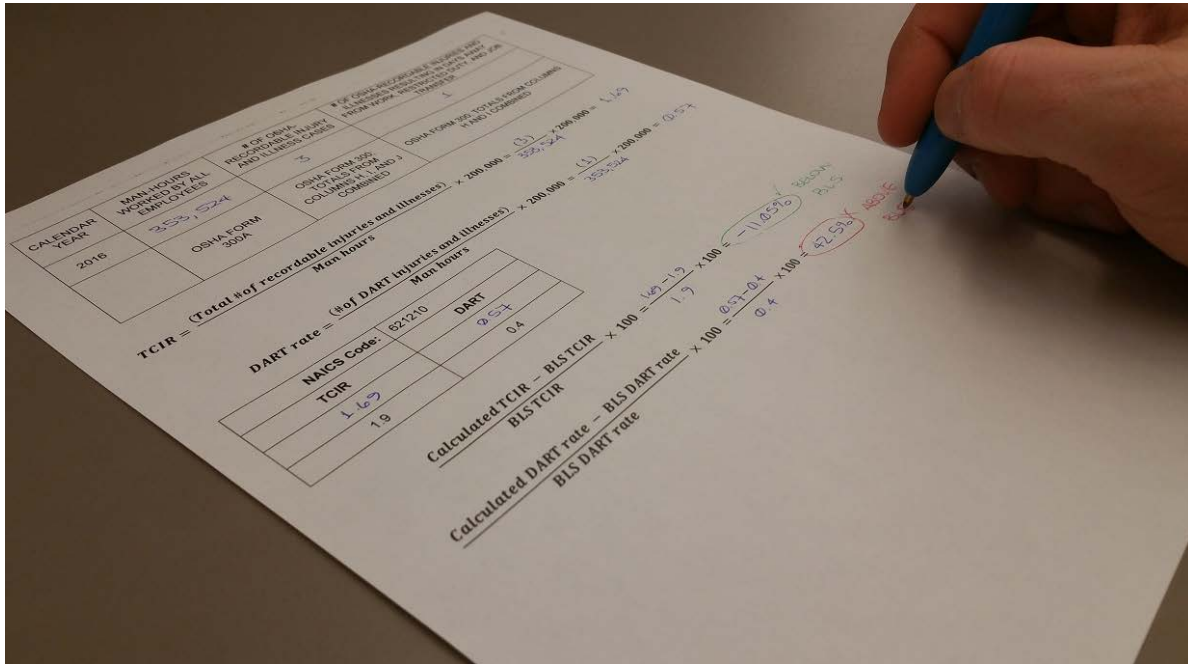 CALENDAR YEAR
MAN-HOURS WORKED BY ALL EMPLOYEES
# OF OSHA-RECORDABLE INJURY AND ILLNESS CASES
# OF OSHA-RECORDABLE INJURIES AND ILLNESSES RESULTING IN DAYS AWAY FROM WORK, RESTRICTED DUTY, AND JOB TRANSFER
2016
353,524
3
1
OSHA FORM 300A
OSHA FORM 300 TOTALS FROM COLUMNS H, I, AND J COMBINED
OSHA FORM 300, TOTALS FROM COLUMNS H AND I COMBINED
TCIR = (Total # of recordable injuries and illnesses) / Man hours × 200,000 = (3) / 353,524 × 200,000 = 1.69
DART rate = (# of DART injuries and illnesses) / Man hours × 200,000 = (1) / 353,524 × 200,000 = 0.57
NAICS Code: 621210
TCIR DART
1.69 0.57
1.9 0.4
Calculated TCIR − BLS TCIR / BLS TCIR × 100 = 1.69 - 1.9 / 1.9 × 100 = -11.05% ✓ BELOW BLS
Calculated DART rate − BLS DART rate / BLS DART rate × 100 = 0.57 - 0.4 / 0.4 × 100 = 42.5% X ABOVE BLS